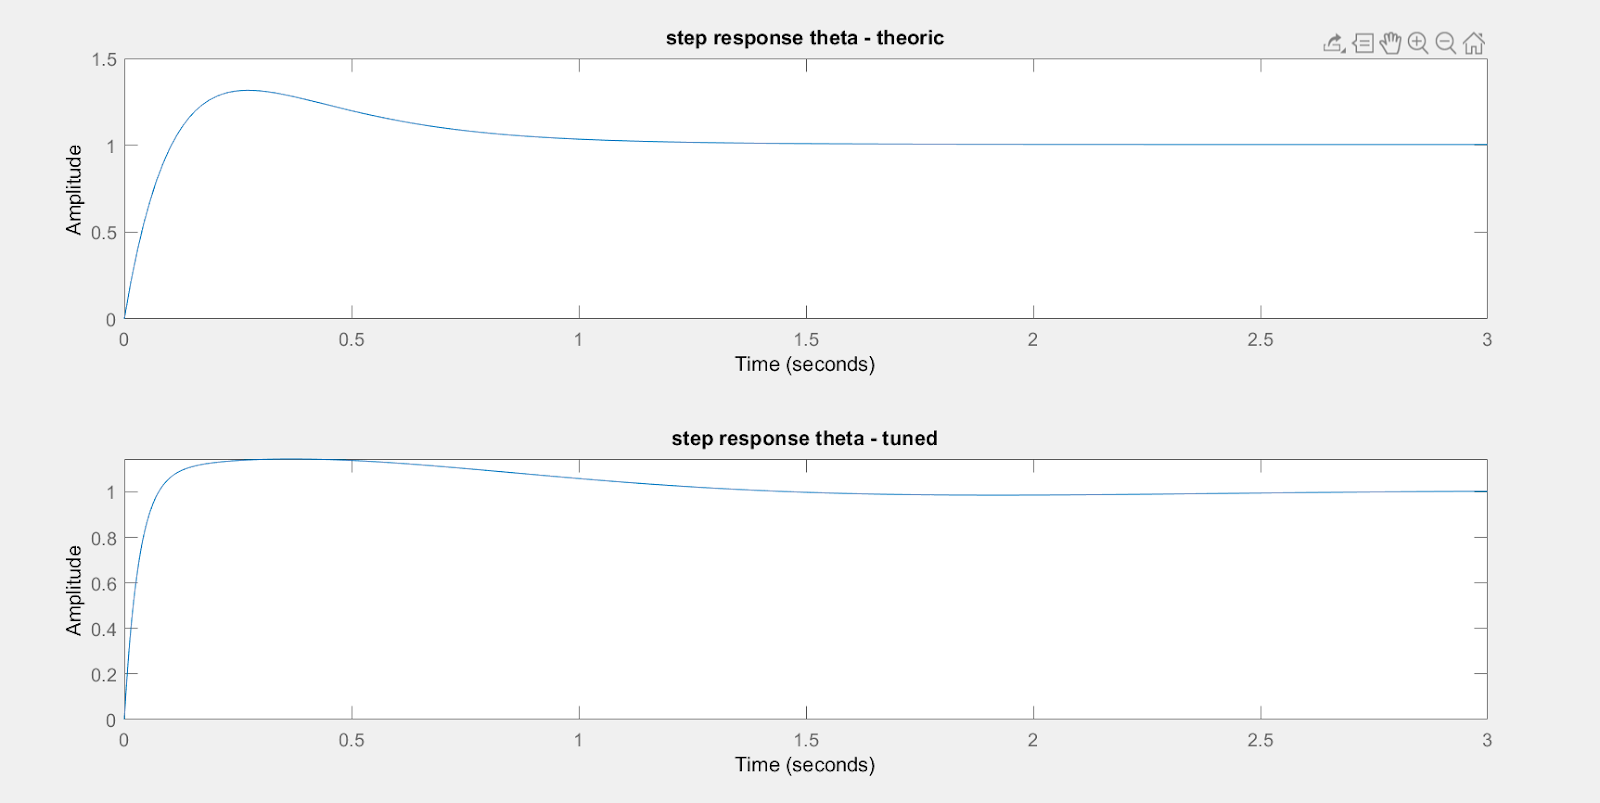 step response theta - theoric
1.5
1
0.5
0
Amplitude
0 0.5 1 1.5 2 2.5 3
Time (seconds)
step response theta - tuned
1
0.8
0.6
0.4
0.2
0
Amplitude
0 0.5 1 1.5 2 2.5 3
Time (seconds)